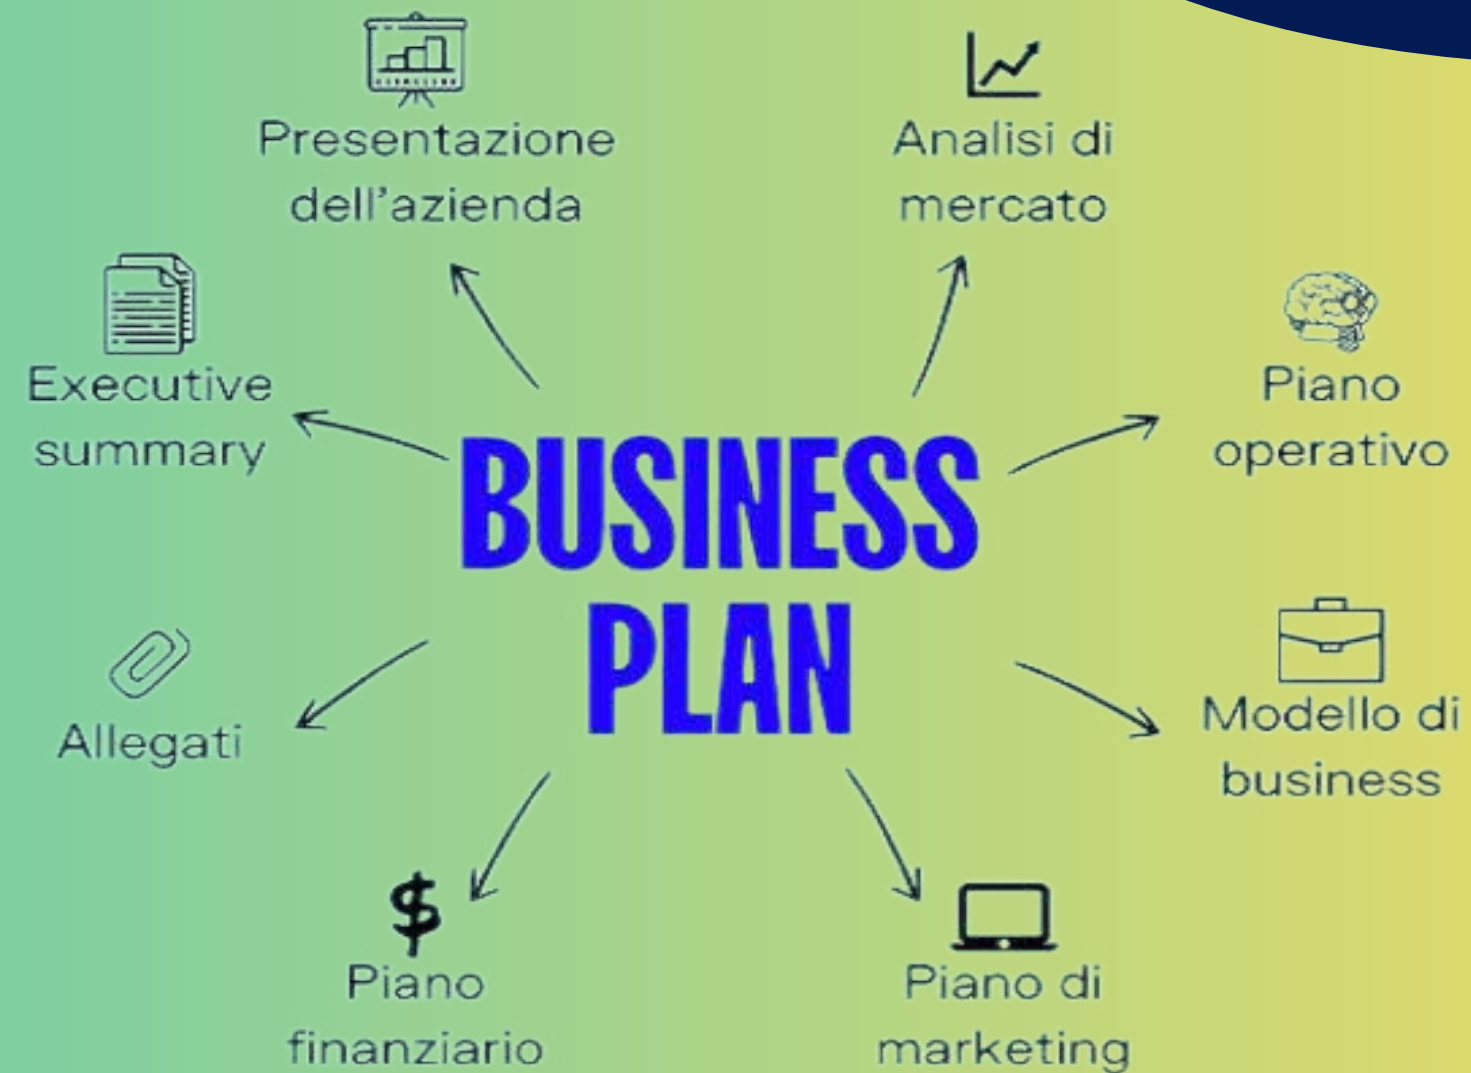 Presentazione
dell'azienda
Analisi di
mercato
Executive
summary
Piano
operativo
BUSINESS
PLAN
Allegati
Modello di
business
$
Piano
finanziario
Piano di
marketing